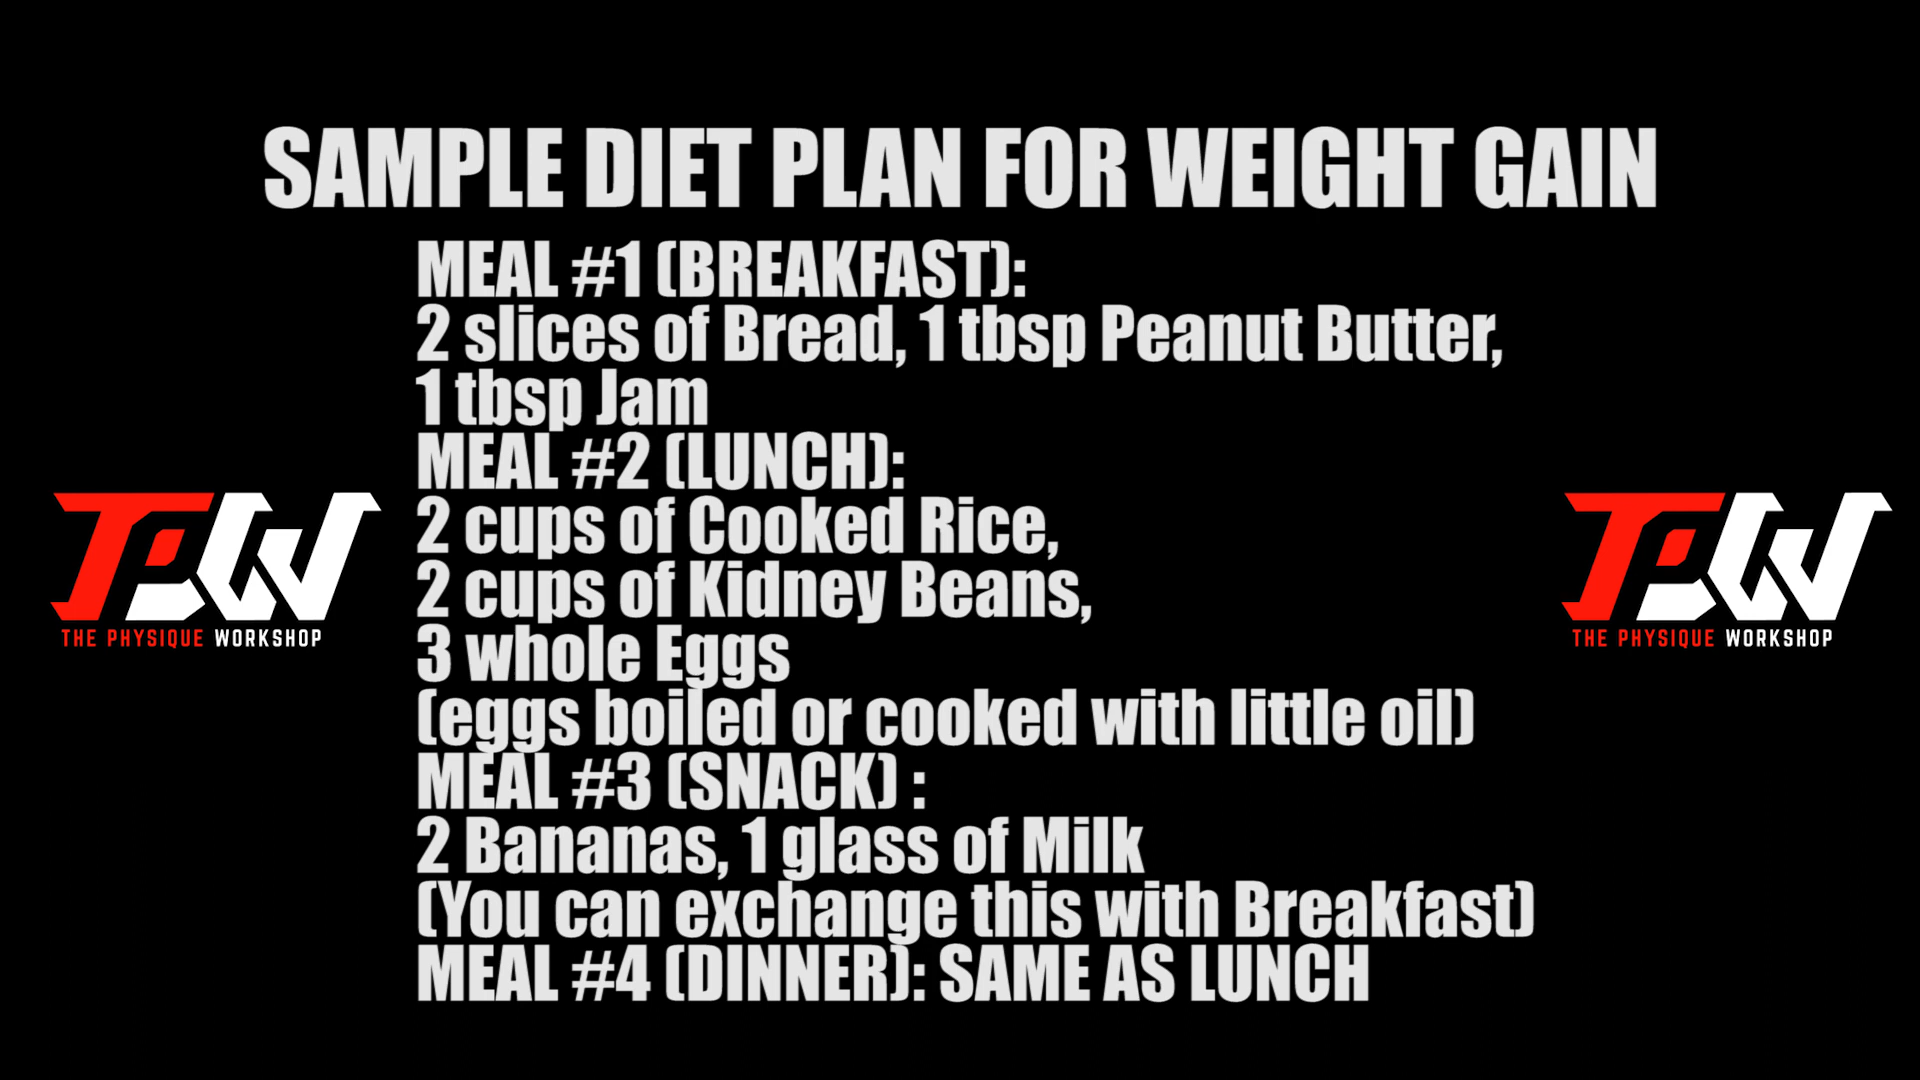 SAMPLE DIET PLAN FOR WEIGHT GAIN
MEAL #1 (BREAKFAST):
2 slices of Bread, 1 tbsp Peanut Butter,
1 tbsp Jam
MEAL #2 (LUNCH):
2 cups of Cooked Rice,
2 cups of Kidney Beans,
3 whole Eggs
(eggs boiled or cooked with little oil)
MEAL #3 (SNACK) :
2 Bananas, 1 glass of Milk
(You can exchange this with Breakfast)
MEAL #4 (DINNER): SAME AS LUNCH
TPW
THE PHYSIQUE WORKSHOP
TPW
THE PHYSIQUE WORKSHOP